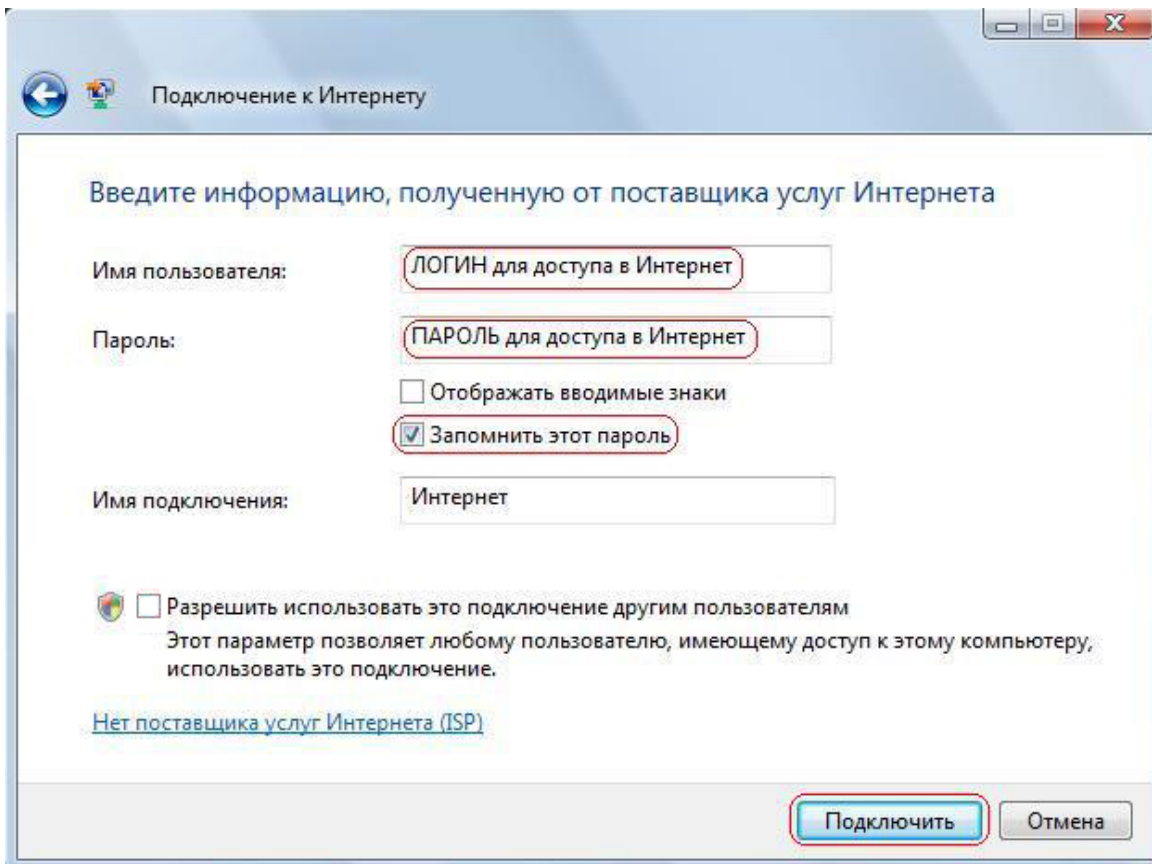 Подключение к Интернету
Введите информацию, полученную от поставщика услуг Интернета
Имя пользователя:
ЛОГИН для доступа в Интернет
Пароль:
ПАРОЛЬ для доступа в Интернет
Отображать вводимые знаки
Запомнить этот пароль
Имя подключения:
Интернет
Разрешить использовать это подключение другим пользователям
Этот параметр позволяет любому пользователю, имеющему доступ к этому компьютеру,
использовать это подключение.
Нет поставщика услуг Интернета (ISP)
Подключить
Отмена